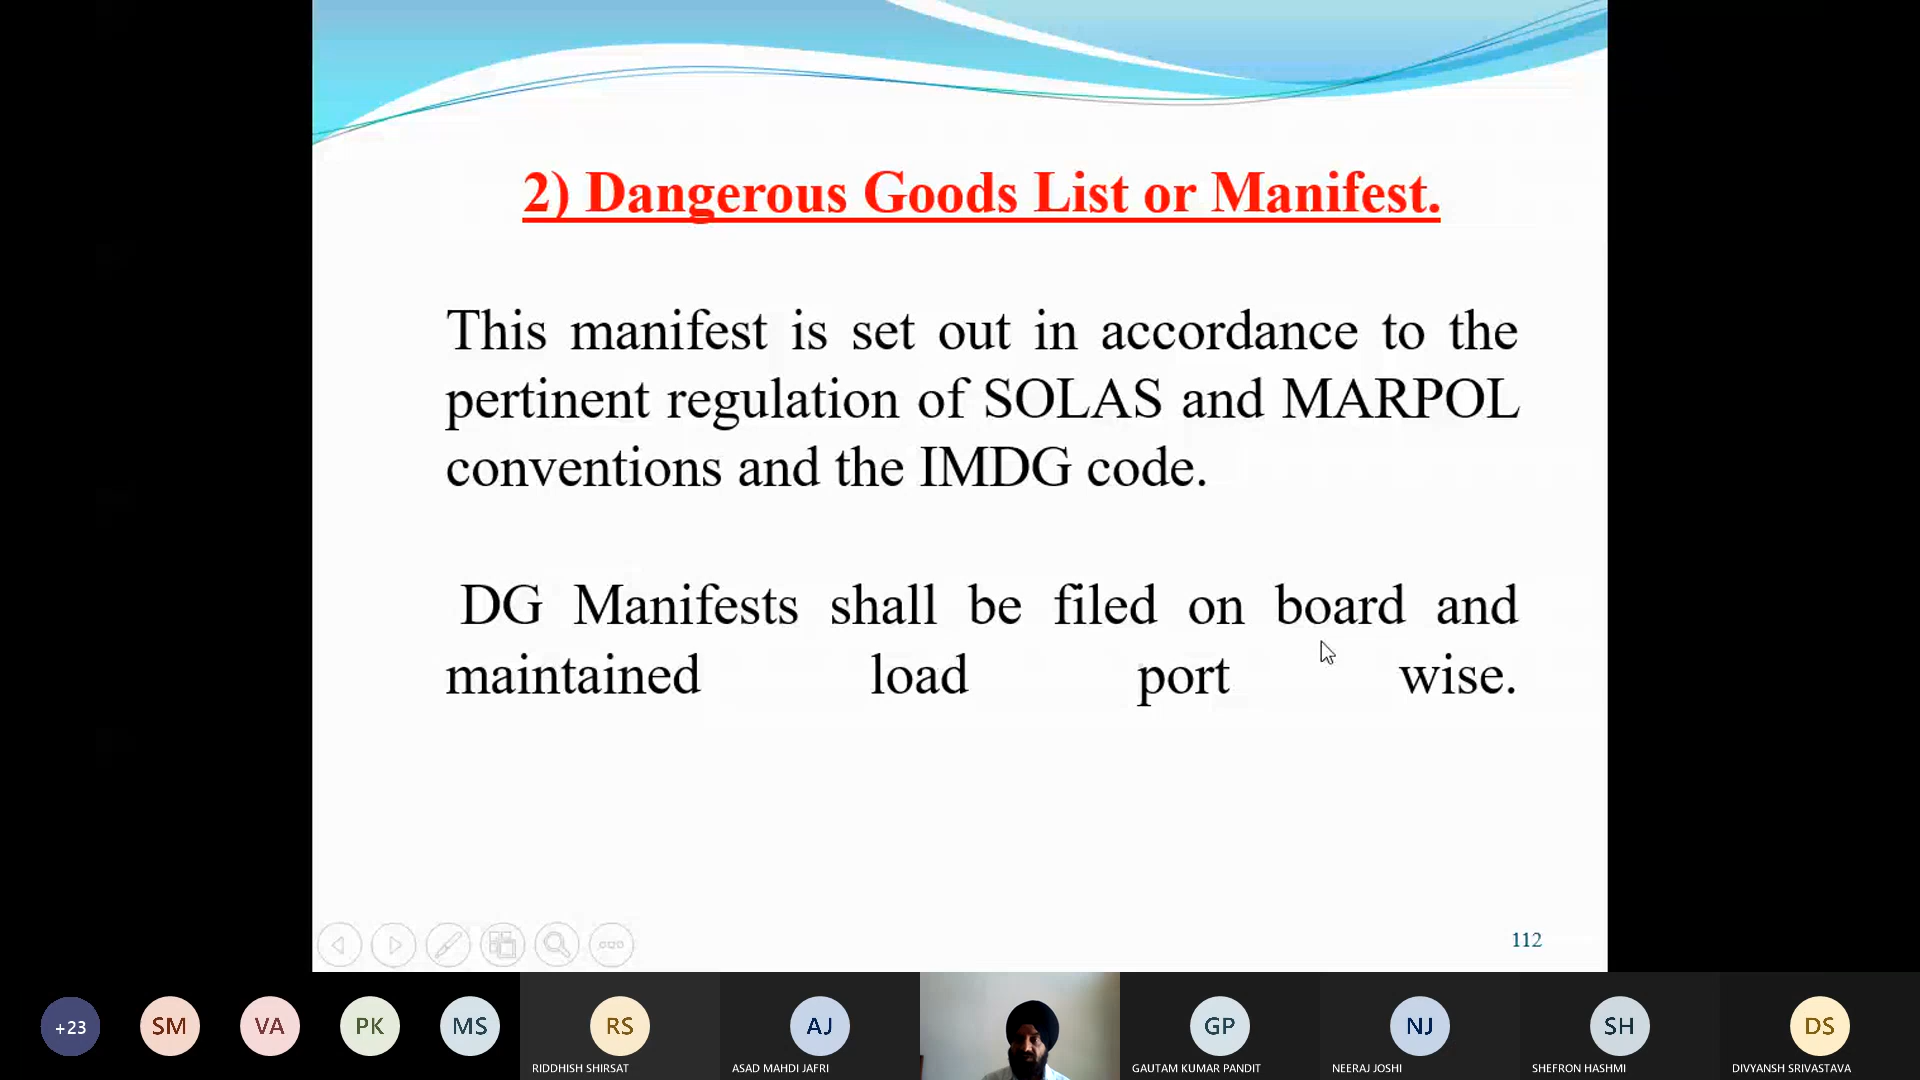 2) Dangerous Goods List or Manifest.
This manifest is set out in accordance to the
pertinent regulation of SOLAS and MARPOL
conventions and the IMDG code.
DG Manifests shall be filed on board and
maintained load port wise.
112
+23
SM
VA
PK
MS
RS
RIDDHISH SHIRSAT
AJ
ASAD MAHDI JAFRI
GP
GAUTAM KUMAR PANDIT
NJ
NEERAJ JOSHI
SH
SHEFRON HASHMI
DS
DIVYANSH SRIVASTAVA